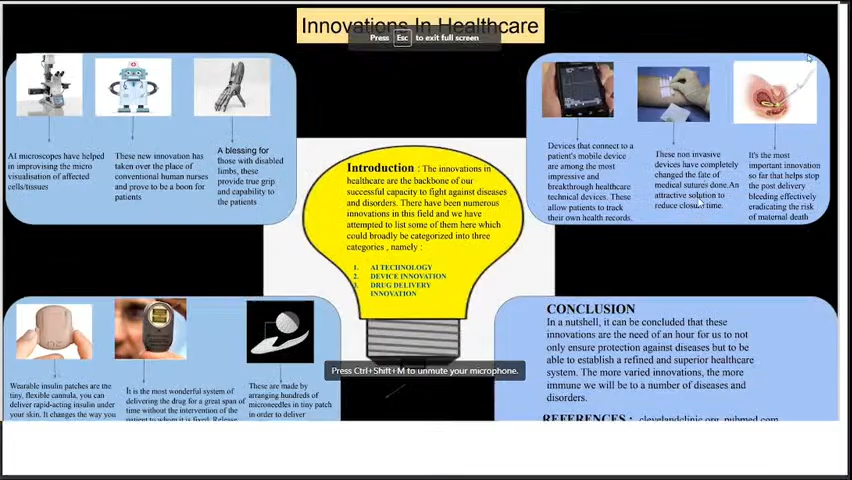 Innovations In Healthcare
Press Esc to exit full screen
AI microscopes have helped
in improvising the micro
visualisation of affected
cells/tissues
These new innovation has
taken over the place of
conventional human nurses
and prove to be a boon for
patients
A blessing for
those with disabled
limbs, these
provide true grip
and capability to
the patients
Introduction : The innovations in
healthcare are the backbone of our
successful capacity to fight against diseases
and disorders. There have been numerous
innovations in this field and we have
attempted to list some of them here which
could broadly be categorized into three
categories , namely :
1. AI TECHNOLOGY
2. DEVICE INNOVATION
3. DRUG DELIVERY
INNOVATION
Devices that connect to a
patient's mobile device
are among the most
impressive and
breakthrough healthcare
technical devices. These
allow patients to track
their own health records.
These non invasive
devices have completely
changed the fate of
medical sutures done.An
attractive solution to
reduce closure time.
It's the most
important innovation
so far that helps stop
the post delivery
bleeding effectively
eradicating the risk
of maternal death
Wearable insulin patches are the
tiny, flexible cannula, you can
deliver rapid-acting insulin under
your skin. It changes the way you
It is the most wonderful system of
delivering the drug for a great span of
time without the intervention of the
patient to whom it is fixed. Release
These are made by
arranging hundreds of
microneedles in tiny patch
in order to deliver
CONCLUSION
In a nutshell, it can be concluded that these
innovations are the need of an hour for us to not
only ensure protection against diseases but to be
able to establish a refined and superior healthcare
system. The more varied innovations, the more
immune we will be to a number of diseases and
disorders.
REFERENCES : clevelandclinic.org, pubmed.com
Press Ctrl+Shift+M to unmute your microphone.